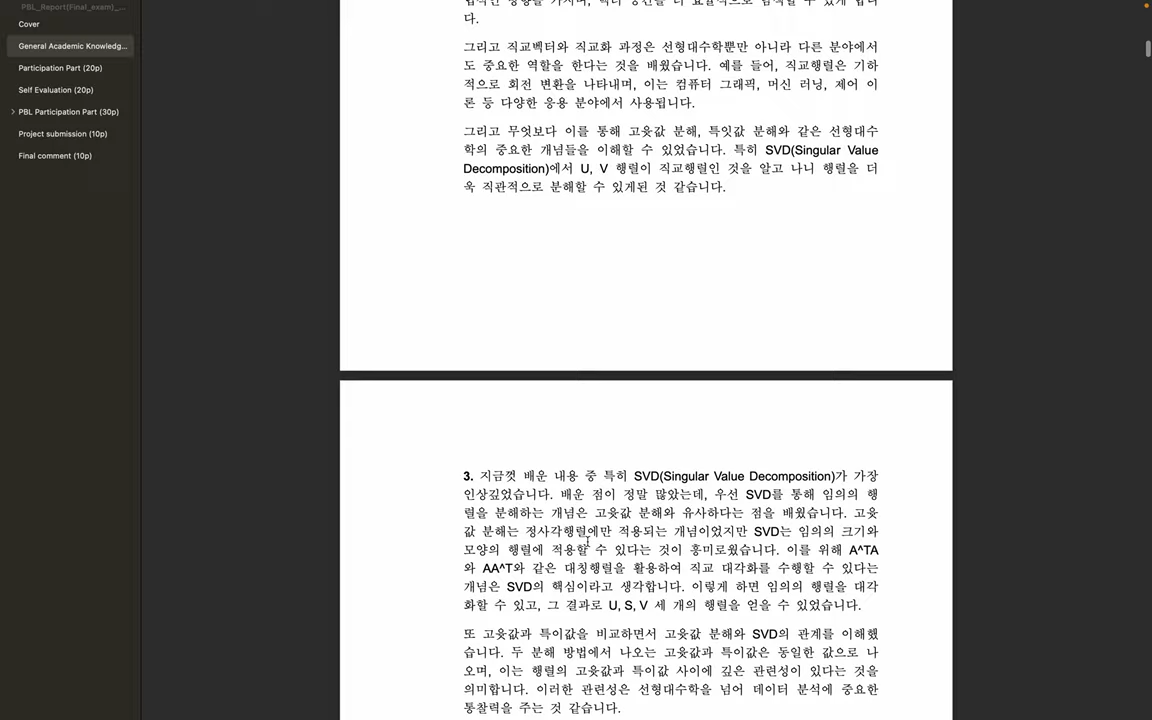 PBL_Report(Final_exam)_...
Cover
General Academic Knowledg...
Participation Part (20p)
Self Evaluation (20p)
PBL Participation Part (30p)
Project submission (10p)
Final comment (10p)
다.
그리고 직교벡터와 직교화 과정은 선형대수학뿐만 아니라 다른 분야에서
도 중요한 역할을 한다는 것을 배웠습니다. 예를 들어, 직교행렬은 기하
적으로 회전 변환을 나타내며, 이는 컴퓨터 그래픽, 머신 러닝, 제어 이
론 등 다양한 응용 분야에서 사용됩니다.
그리고 무엇보다 이를 통해 고윳값 분해, 특잇값 분해와 같은 선형대수
학의 중요한 개념들을 이해할 수 있었습니다. 특히 SVD(Singular Value
Decomposition)에서 U, V 행렬이 직교행렬인 것을 알고 나니 행렬을 더
욱 직관적으로 분해할 수 있게된 것 같습니다.
3. 지금껏 배운 내용 중 특히 SVD(Singular Value Decomposition)가 가장
인상깊었습니다. 배운 점이 정말 많았는데, 우선 SVD를 통해 임의의 행
렬을 분해하는 개념은 고윳값 분해와 유사하다는 점을 배웠습니다. 고윳
값 분해는 정사각행렬에만 적용되는 개념이었지만 SVD는 임의의 크기와
모양의 행렬에 적용할 수 있다는 것이 흥미로웠습니다. 이를 위해 A^TA
와 AA^T와 같은 대칭행렬을 활용하여 직교 대각화를 수행할 수 있다는
개념은 SVD의 핵심이라고 생각합니다. 이렇게 하면 임의의 행렬을 대각
화할 수 있고, 그 결과로 U, S, V 세 개의 행렬을 얻을 수 있었습니다.
또 고윳값과 특이값을 비교하면서 고윳값 분해와 SVD의 관계를 이해했
습니다. 두 분해 방법에서 나오는 고윳값과 특이값은 동일한 값으로 나
오며, 이는 행렬의 고윳값과 특이값 사이에 깊은 관련성이 있다는 것을
의미합니다. 이러한 관련성은 선형대수학을 넘어 데이터 분석에 중요한
통찰력을 주는 것 같습니다.